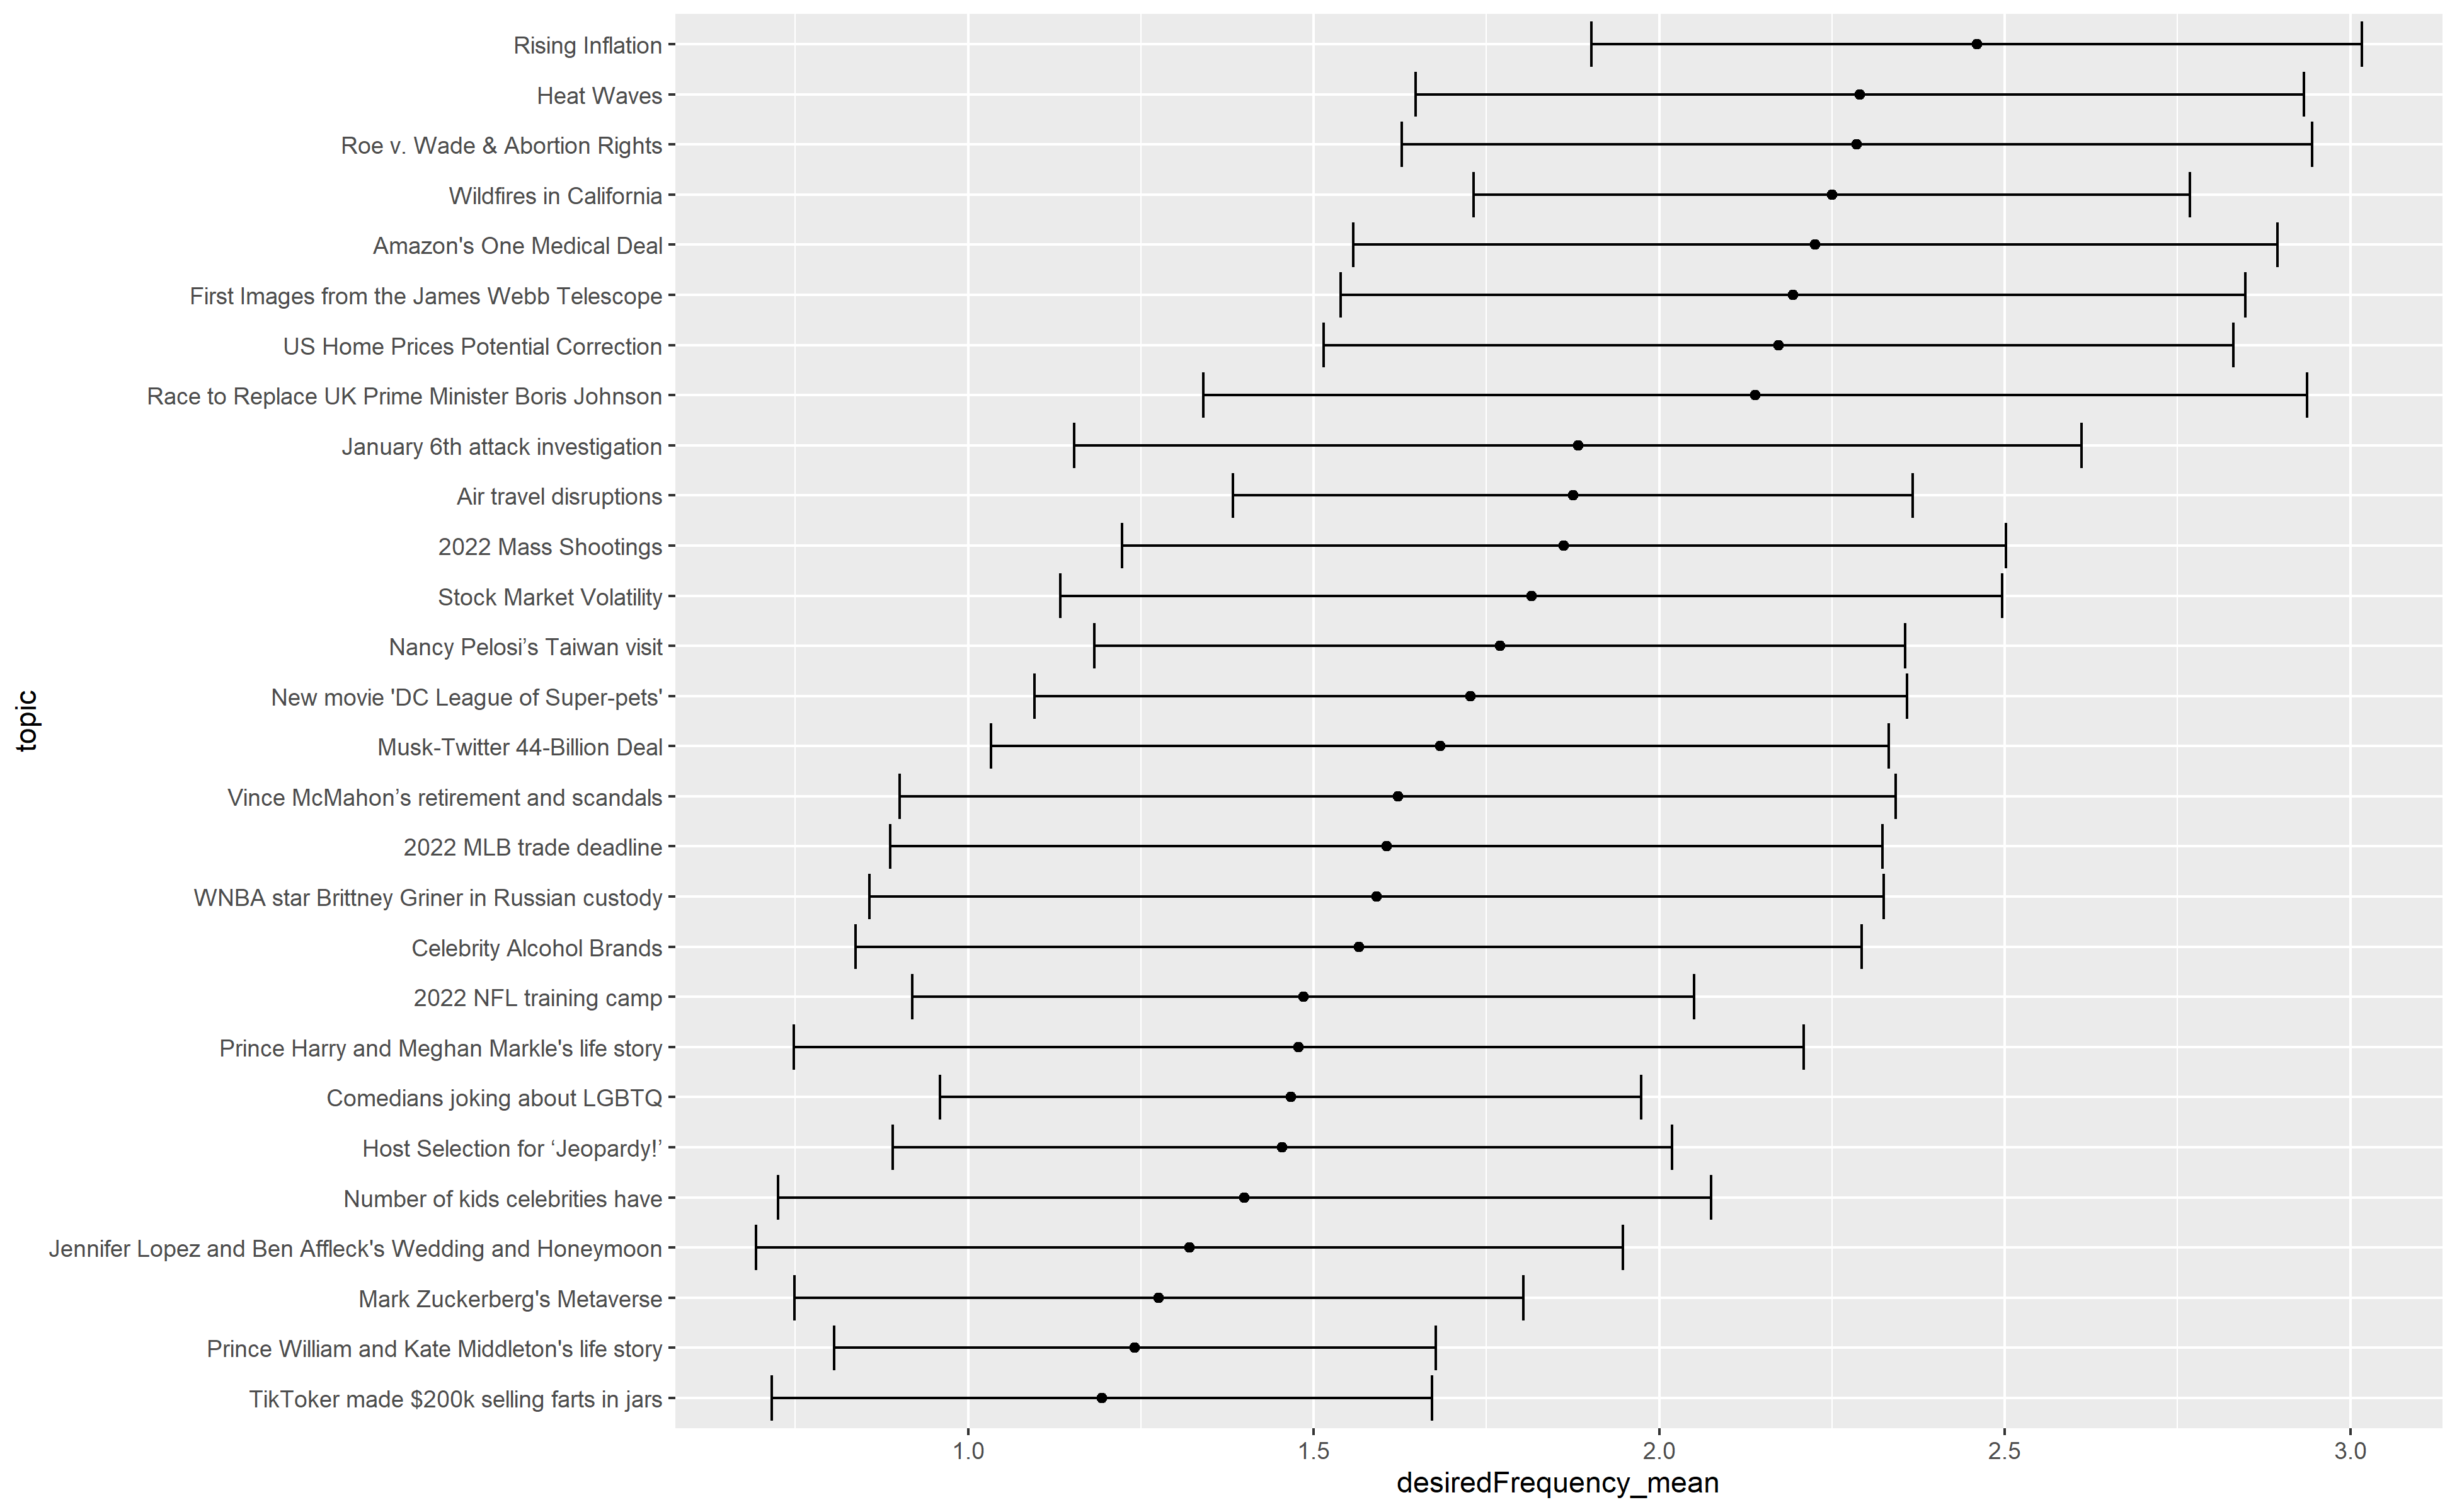 Rising Inflation
Heat Waves
Roe v. Wade & Abortion Rights
Wildfires in California
Amazon's One Medical Deal
First Images from the James Webb Telescope
US Home Prices Potential Correction
Race to Replace UK Prime Minister Boris Johnson
January 6th attack investigation
Air travel disruptions
2022 Mass Shootings
Stock Market Volatility
Nancy Pelosi’s Taiwan visit
New movie 'DC League of Super-pets'
Musk-Twitter 44-Billion Deal
Vince McMahon’s retirement and scandals
2022 MLB trade deadline
WNBA star Brittney Griner in Russian custody
Celebrity Alcohol Brands
2022 NFL training camp
Prince Harry and Meghan Markle's life story
Comedians joking about LGBTQ
Host Selection for ‘Jeopardy!’
Number of kids celebrities have
Jennifer Lopez and Ben Affleck's Wedding and Honeymoon
Mark Zuckerberg's Metaverse
Prince William and Kate Middleton's life story
TikToker made $200k selling farts in jars
topic
1.0 1.5 2.0 2.5 3.0
desiredFrequency_mean